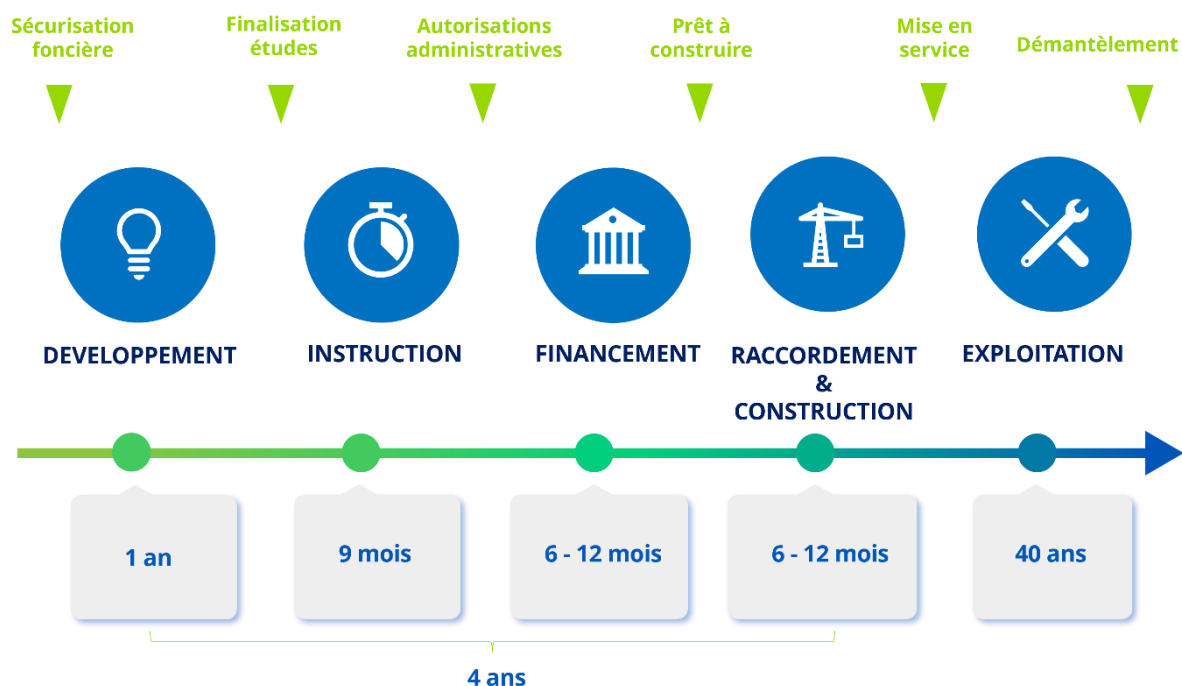 Sécurisation
foncière
Finalisation
études
Autorisations
administratives
Prêt à
construire
Mise en
service
Démantèlement
DEVELOPPEMENT
INSTRUCTION
FINANCEMENT
RACCORDEMENT
&
CONSTRUCTION
EXPLOITATION
1 an
9 mois
6 - 12 mois
6 - 12 mois
40 ans
4 ans